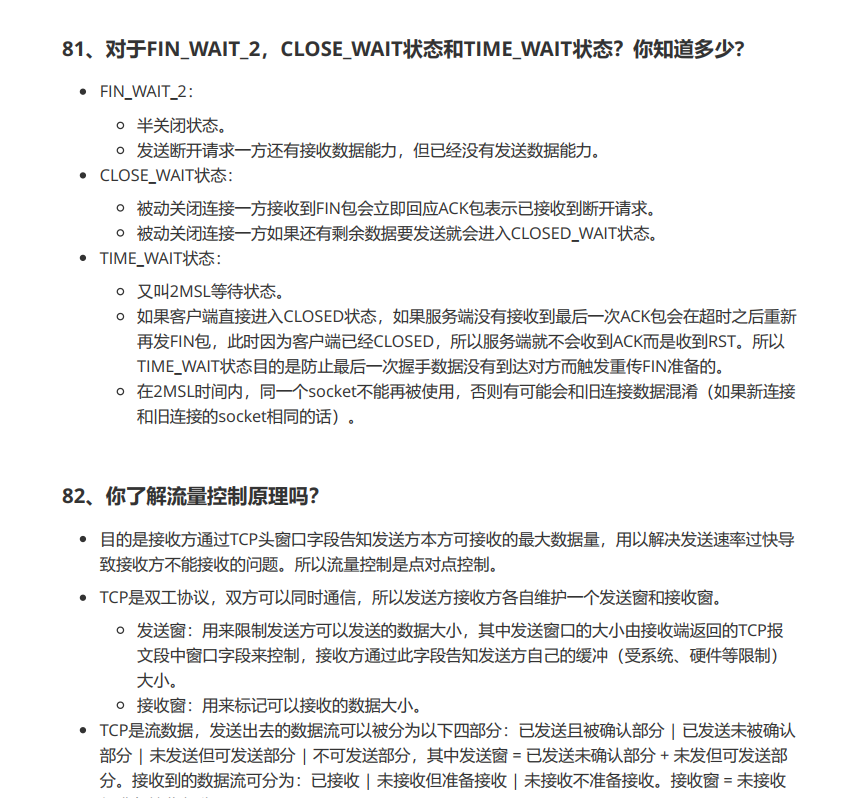 81、对于FIN_WAIT_2，CLOSE_WAIT状态和TIME_WAIT状态？你知道多少？
FIN_WAIT_2：
半关闭状态。
发送断开请求一方还有接收数据能力，但已经没有发送数据能力。
CLOSE_WAIT状态：
被动关闭连接一方接收到FIN包会立即回应ACK包表示已接收到断开请求。
被动关闭连接一方如果还有剩余数据要发送就会进入CLOSED_WAIT状态。
TIME_WAIT状态：
又叫2MSL等待状态。
如果客户端直接进入CLOSED状态，如果服务端没有接收到最后一次ACK包会在超时之后重新
再发FIN包，此时因为客户端已经CLOSED，所以服务端就不会收到ACK而是收到RST。所以
TIME_WAIT状态目的是防止最后一次握手数据没有到达对方而触发重传FIN准备的。
在2MSL时间内，同一个socket不能再被使用，否则有可能会和旧连接数据混淆（如果新连接
和旧连接的socket相同的话）。
82、你了解流量控制原理吗？
目的是接收方通过TCP头窗口字段告知发送方本方可接收的最大数据量，用以解决发送速率过快导
致接收方不能接收的问题。所以流量控制是点对点控制。
TCP是双工协议，双方可以同时通信，所以发送方接收方各自维护一个发送窗和接收窗。
发送窗：用来限制发送方可以发送的数据大小，其中发送窗口的大小由接收端返回的TCP报
文段中窗口字段来控制，接收方通过此字段告知发送方自己的缓冲（受系统、硬件等限制）
大小。
接收窗：用来标记可以接收的数据大小。
TCP是流数据，发送出去的数据流可以被分为以下四部分：已发送且被确认部分 | 已发送未被确认
部分 | 未发送但可发送部分 | 不可发送部分，其中发送窗 = 已发送未确认部分 + 未发但可发送部
分。接收到的数据流可分为：已接收 | 未接收但准备接收 | 未接收不准备接收。接收窗 = 未接收